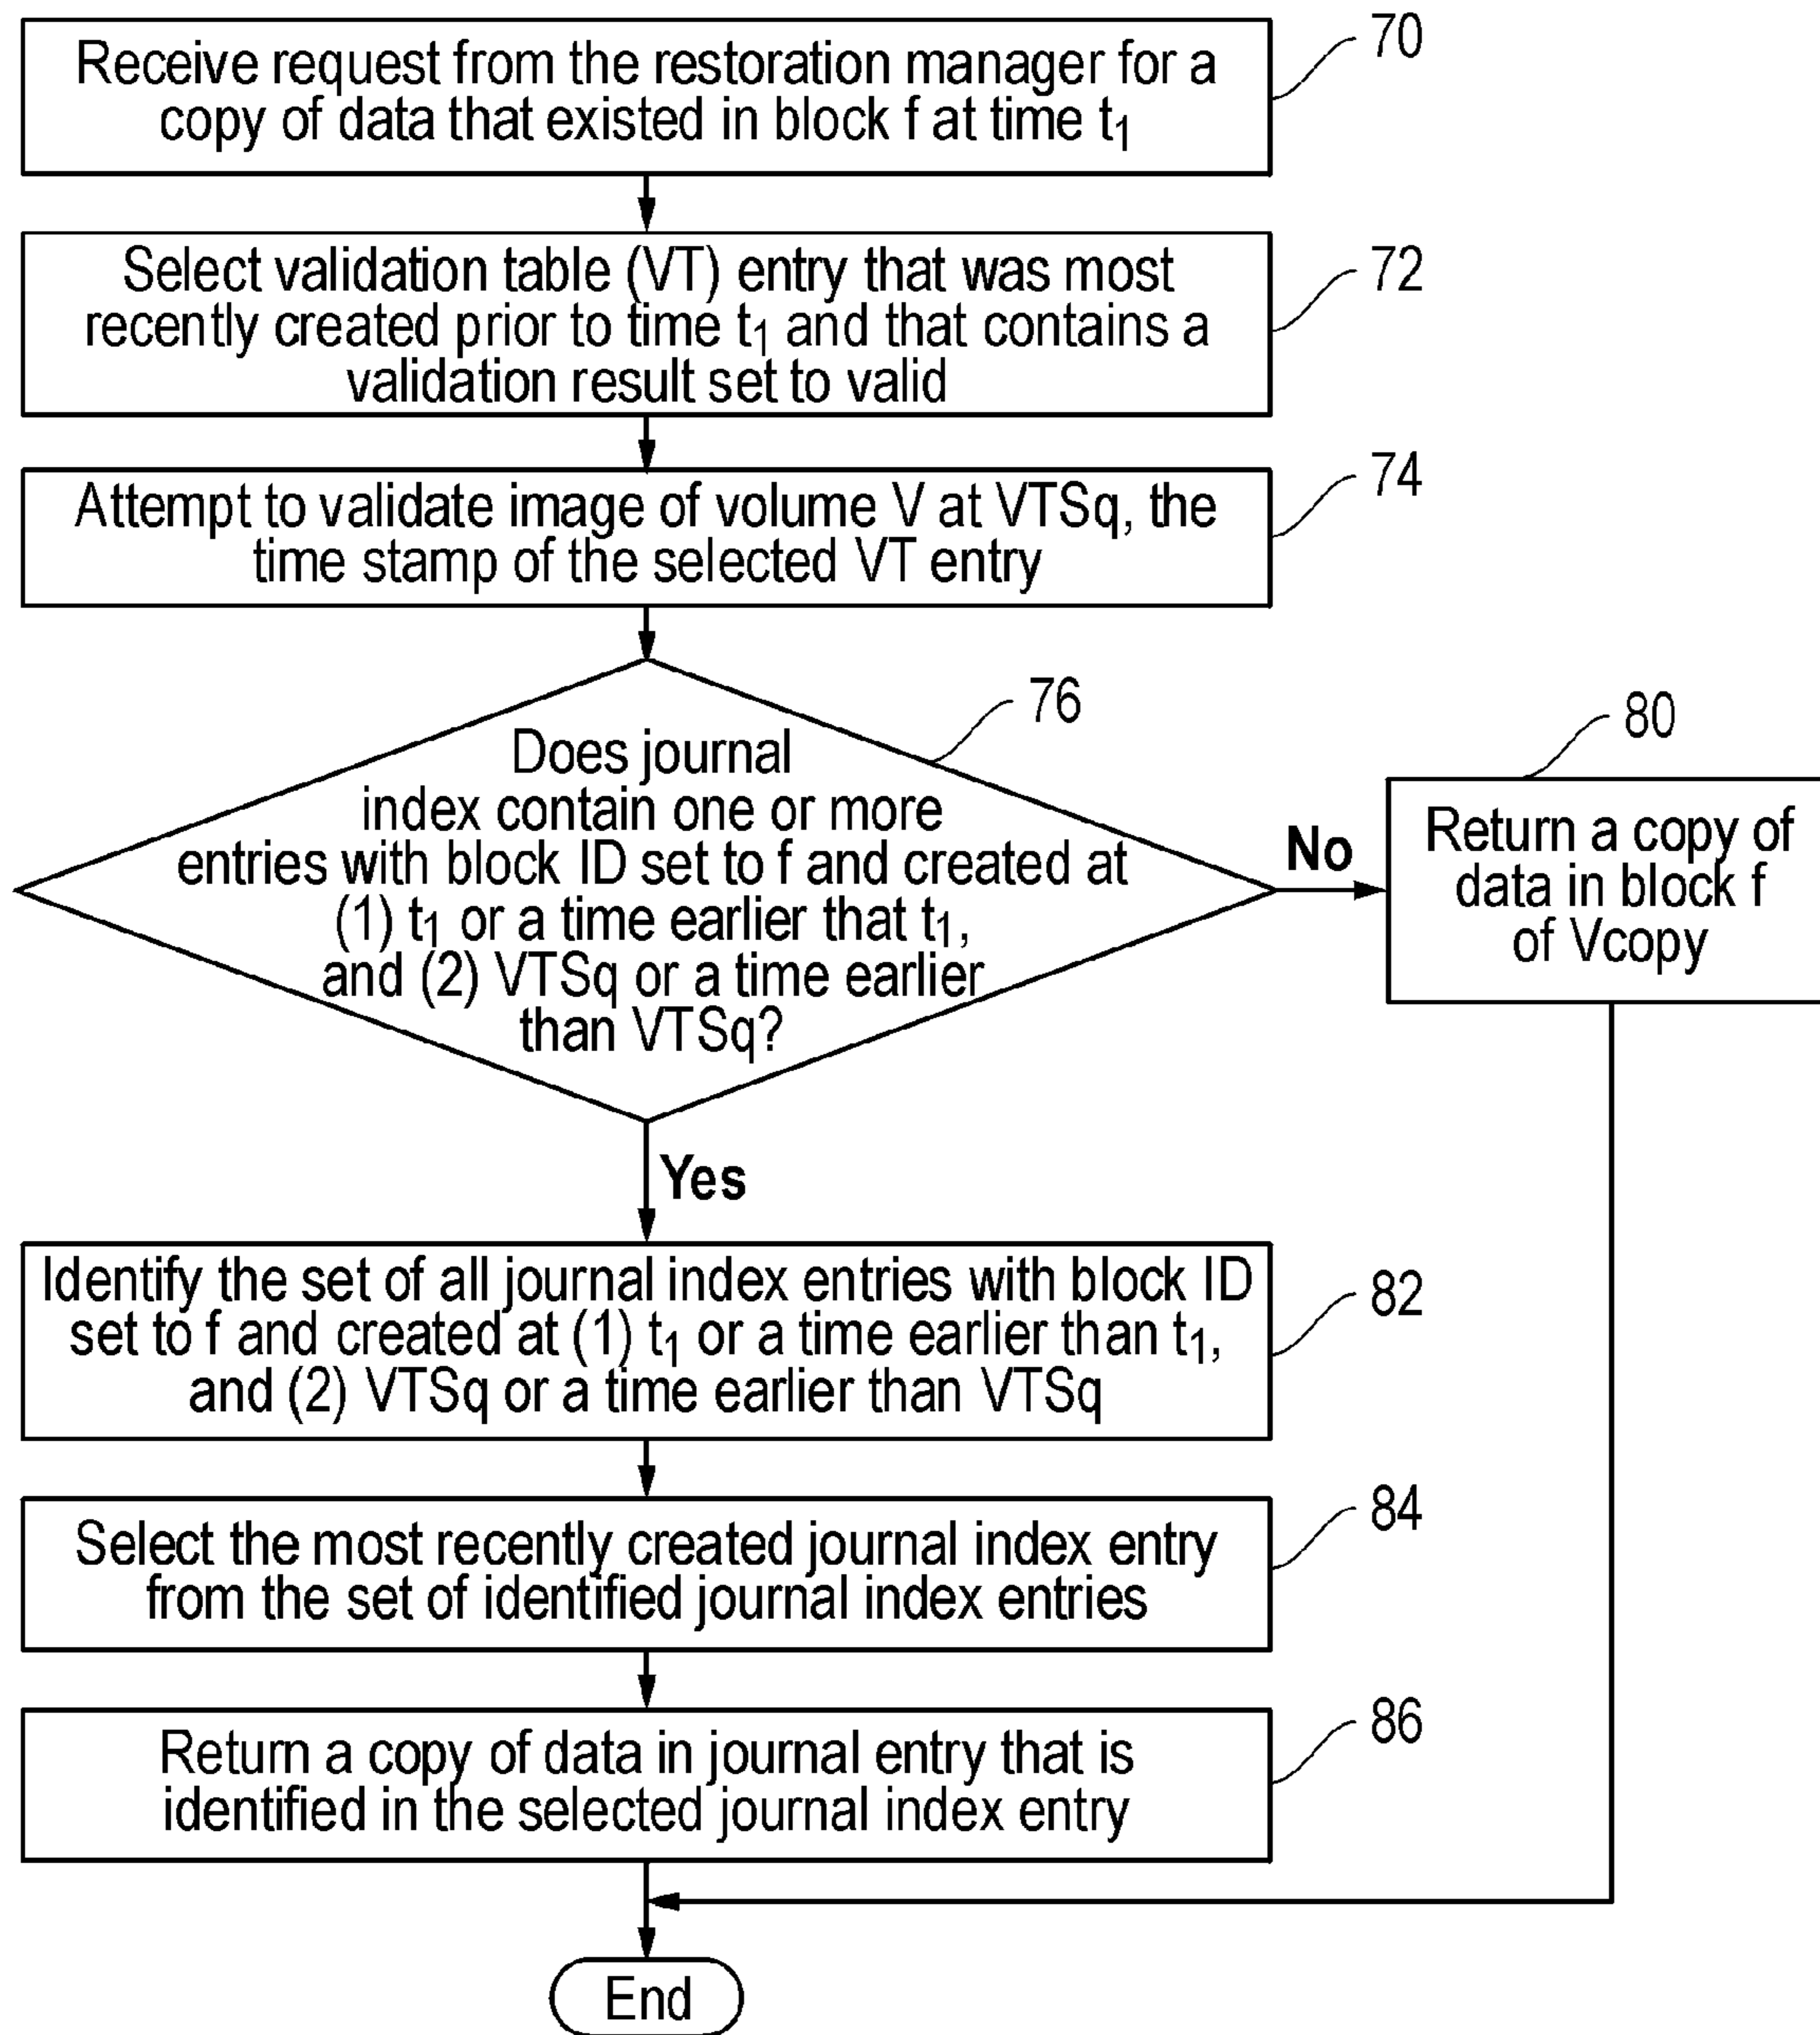 Receive request from the restoration manager for a
copy of data that existed in block f at time t₁
70
Select validation table (VT) entry that was most
recently created prior to time t₁ and that contains a
validation result set to valid
72
Attempt to validate image of volume V at VTSq, the
time stamp of the selected VT entry
74
Does journal
index contain one or more
entries with block ID set to f and created at
(1) t₁ or a time earlier that t₁,
and (2) VTSq or a time earlier
than VTSq?
76
No
80
Return a copy of
data in block f
of Vcopy
Yes
Identify the set of all journal index entries with block ID
set to f and created at (1) t₁ or a time earlier than t₁,
and (2) VTSq or a time earlier than VTSq
82
Select the most recently created journal index entry
from the set of identified journal index entries
84
Return a copy of data in journal entry that is
identified in the selected journal index entry
86
End